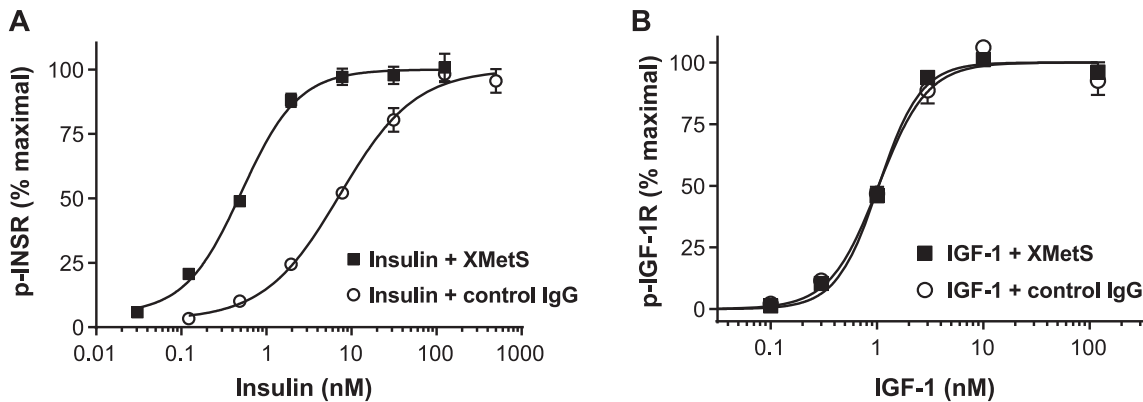 A
p-INSR (% maximal)
100
75
50
25
0
0.01 0.1 1 10 100 1000
Insulin (nM)
Insulin + XMetS
Insulin + control IgG
B
p-IGF-1R (% maximal)
100
75
50
25
0
0.1 1 10 100
IGF-1 (nM)
IGF-1 + XMetS
IGF-1 + control IgG